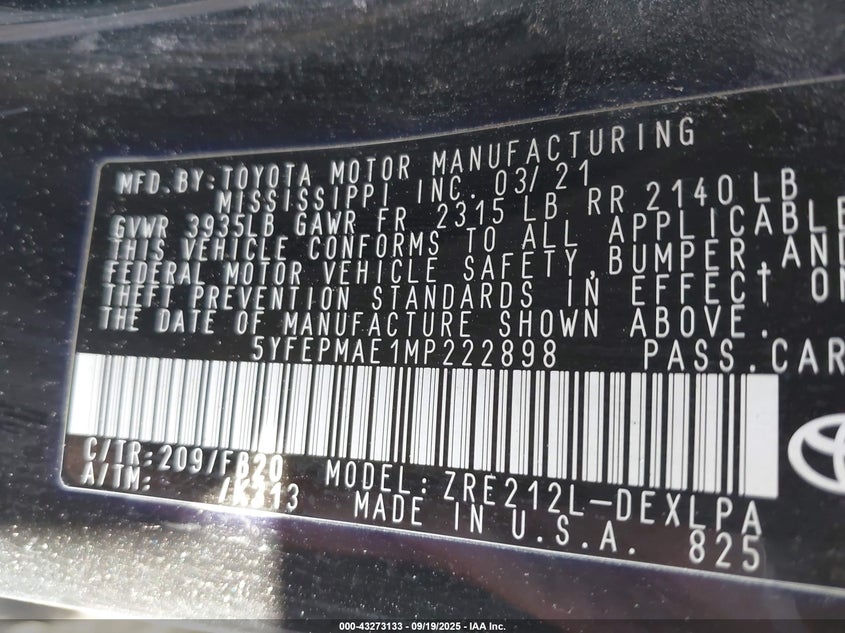 MFD.BY:TOYOTA MOTOR MANUFACTURING
MISSISSIPPI INC. 03/21
GVWR 3935LB GAWR FR 2315 LB RR 2140 LB
THIS VEHICLE CONFORMS TO ALL APPLICABLE
FEDERAL MOTOR VEHICLE SAFETY,BUMPER,AND
THEFT PREVENTION STANDARDS IN EFFECT ON
THE DATE OF MANUFACTURE SHOWN ABOVE.
5YFEPMAE1MP222898 PASS.CAR
C/TR:209/FB20 MODEL:ZRE212L-DEXLPA
A/TM: /K313 MADE IN U.S.A. 825
000-43273133 - 09/19/2025 - IAA Inc.